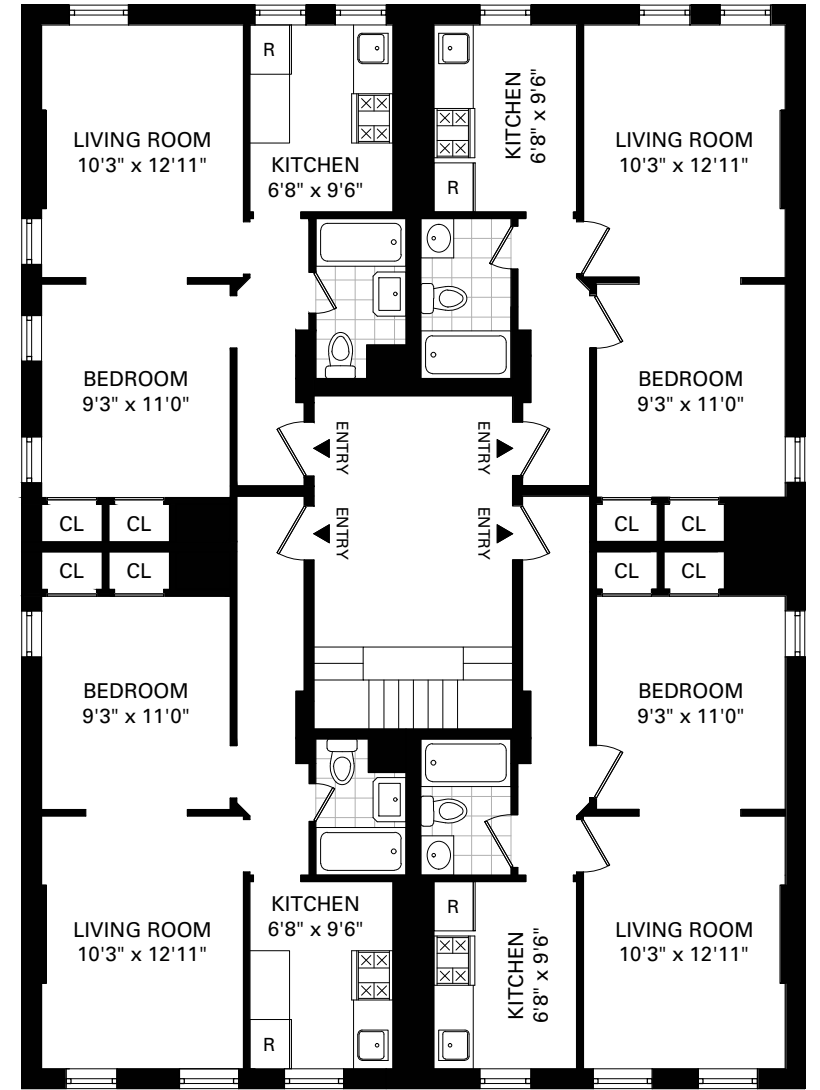 R
LIVING ROOM
10'3" x 12'11"
KITCHEN
6'8" x 9'6"
KITCHEN
6'8" x 9'6"
R
LIVING ROOM
10'3" x 12'11"
BEDROOM
9'3" x 11'0"
BEDROOM
9'3" x 11'0"
ENTRY
ENTRY
ENTRY
ENTRY
CL
CL
CL
CL
CL
CL
CL
CL
BEDROOM
9'3" x 11'0"
BEDROOM
9'3" x 11'0"
LIVING ROOM
10'3" x 12'11"
KITCHEN
6'8" x 9'6"
R
R
KITCHEN
6'8" x 9'6"
LIVING ROOM
10'3" x 12'11"